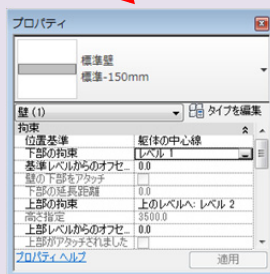 プロパティ
標準壁
標準-150mm
壁 (1)
タイプを編集
拘束
位置基準 躯体の中心線
下部の拘束 レベル 1
基準レベルからのオフセ... 0.0
壁の下部をアタッチ
下部の延長距離 0.0
上部の拘束 上のレベルへ: レベル 2
高さ指定 3500.0
上部レベルからのオフセ... 0.0
上部がアタッチされました
プロパティ ヘルプ
適用